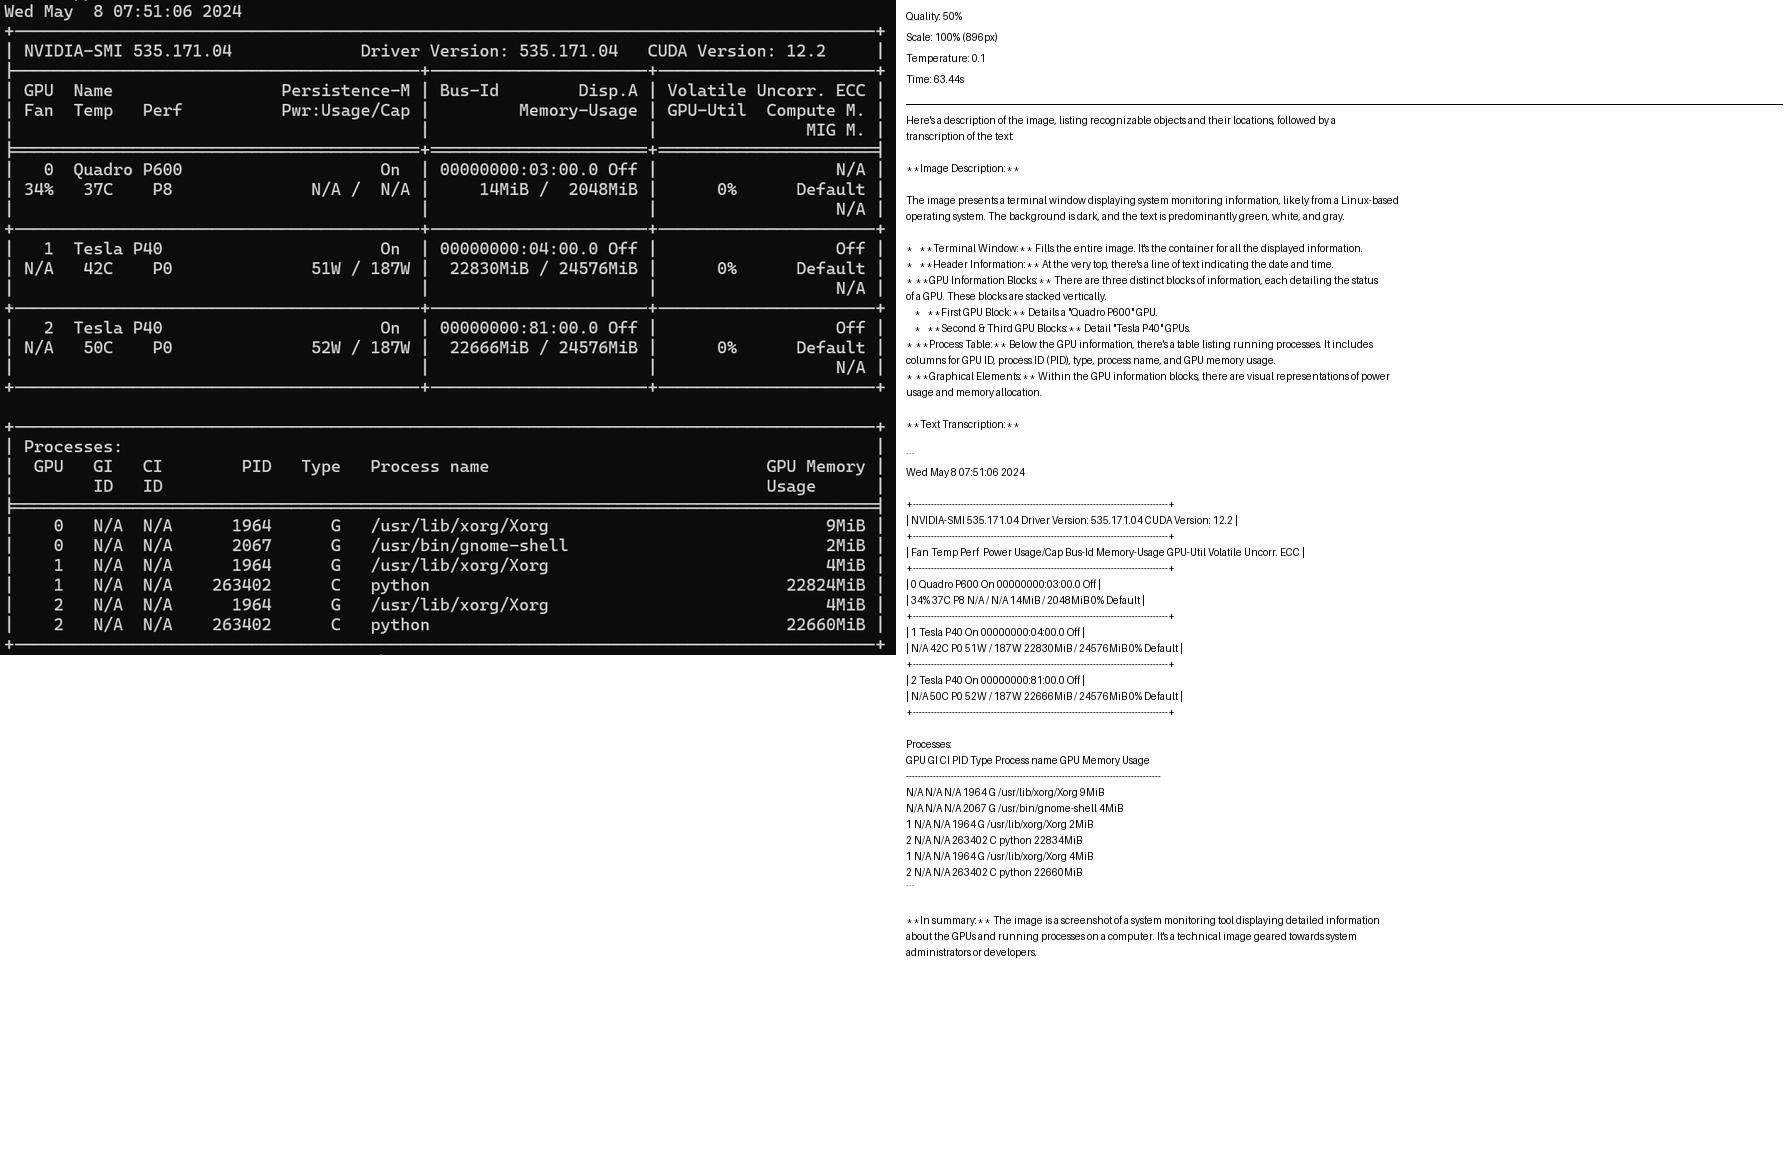 Wed May  8 07:51:06 2024
NVIDIA-SMI 535.171.04 Driver Version: 535.171.04 CUDA Version: 12.2
GPU Name Persistence-M | Bus-Id Disp.A | Volatile Uncorr. ECC
Fan Temp Perf Pwr:Usage/Cap | Memory-Usage | GPU-Util Compute M.
MIG M.
0 Quadro P600 On | 00000000:03:00.0 Off | N/A
34% 37C P8 N/A / N/A | 14MiB / 2048MiB | 0% Default
N/A
1 Tesla P40 On | 00000000:04:00.0 Off | Off
N/A 42C P0 51W / 187W | 22830MiB / 24576MiB | 0% Default
N/A
2 Tesla P40 On | 00000000:81:00.0 Off | Off
N/A 50C P0 52W / 187W | 22666MiB / 24576MiB | 0% Default
N/A
Processes:
GPU GI CI PID Type Process name GPU Memory
ID ID Usage
0 N/A N/A 1964 G /usr/lib/xorg/Xorg 9MiB
0 N/A N/A 2067 G /usr/bin/gnome-shell 2MiB
1 N/A N/A 1964 G /usr/lib/xorg/Xorg 4MiB
1 N/A N/A 263402 C python 22824MiB
2 N/A N/A 1964 G /usr/lib/xorg/Xorg 4MiB
2 N/A N/A 263402 C python 22660MiB
Quality: 50%
Scale: 100% (896px)
Temperature: 0.1
Time: 63.44s
Here's a description of the image, listing recognizable objects and their locations, followed by a
transcription of the text:
**Image Description:**
The image presents a terminal window displaying system monitoring information, likely from a Linux-based
operating system. The background is dark, and the text is predominantly green, white, and gray.
* **Terminal Window:** Fills the entire image. It's the container for all the displayed information.
* **Header Information:** At the very top, there's a line of text indicating the date and time.
* **GPU Information Blocks:** There are three distinct blocks of information, each detailing the status
of a GPU. These blocks are stacked vertically.
* **First GPU Block:** Details a "Quadro P600" GPU.
* **Second & Third GPU Blocks:** Detail "Tesla P40" GPUs.
* **Process Table:** Below the GPU information, there's a table listing running processes. It includes
columns for GPU ID, process ID (PID), type, process name, and GPU memory usage.
* **Graphical Elements:** Within the GPU information blocks, there are visual representations of power
usage and memory allocation.
**Text Transcription:**
```
Wed May 8 07:51:06 2024
+------------------------------------------------------------------+
| NVIDIA-SMI 535.171.04 Driver Version: 535.171.04 CUDA Version: 12.2 |
+------------------------------------------------------------------+
| Fan Temp Perf Power Usage/Cap Bus-Id Memory-Usage GPU-Util Volatile Uncorr. ECC |
+------------------------------------------------------------------+
| 0 Quadro P600 On 00000000:03:00.0 Off |
| 34% 37C P8 N/A / N/A 14MiB / 2048MiB 0% Default |
+------------------------------------------------------------------+
| 1 Tesla P40 On 00000000:04:00.0 Off |
| N/A 42C P0 51W / 187W 22830MiB / 24576MiB 0% Default |
+------------------------------------------------------------------+
| 2 Tesla P40 On 00000000:81:00.0 Off |
| N/A 50C P0 52W / 187W 22666MiB / 24576MiB 0% Default |
+------------------------------------------------------------------+
Processes:
GPU GI CI PID Type Process name GPU Memory Usage
------------------------------------------------------------------
N/A N/A N/A 1964 G /usr/lib/xorg/Xorg 9MiB
N/A N/A N/A 2067 G /usr/bin/gnome-shell 4MiB
1 N/A N/A 1964 G /usr/lib/xorg/Xorg 2MiB
2 N/A N/A 263402 C python 22834MiB
1 N/A N/A 1964 G /usr/lib/xorg/Xorg 4MiB
2 N/A N/A 263402 C python 22660MiB
```
**In summary:** The image is a screenshot of a system monitoring tool displaying detailed information
about the GPUs and running processes on a computer. It's a technical image geared towards system
administrators or developers.